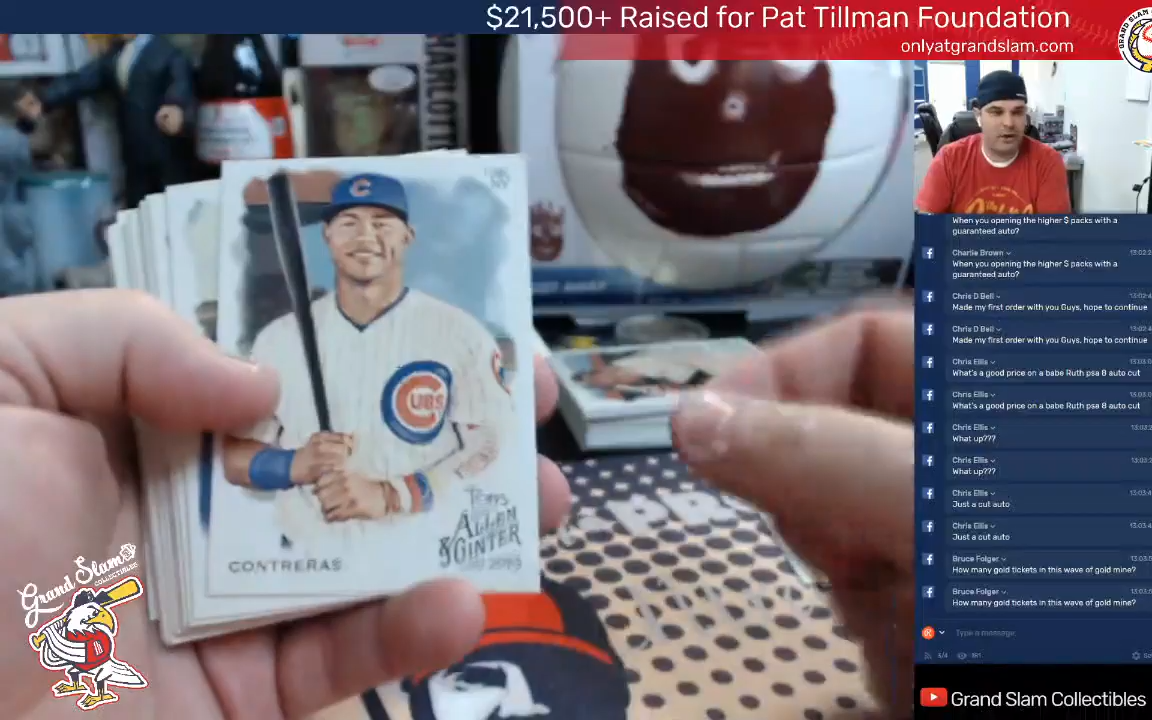 $21,500+ Raised for Pat Tillman Foundation
onlyatgrandslam.com
GRAND SLAM
C
CUBS
TOPPS
ALLEN
& GINTER
CONTRERAS
When you opening the higher $ packs with a
guaranteed auto?
Charlie Brown
When you opening the higher $ packs with a
guaranteed auto?
Chris D Bell
Made my first order with you Guys, hope to continue
Chris D Bell
Made my first order with you Guys, hope to continue
Chris Ellis
What's a good price on a babe Ruth psa 8 auto cut
Chris Ellis
What's a good price on a babe Ruth psa 8 auto cut
Chris Ellis
What up???
Chris Ellis
What up???
Chris Ellis
Just a cut auto
Chris Ellis
Just a cut auto
Bruce Folger
How many gold tickets in this wave of gold mine?
Bruce Folger
How many gold tickets in this wave of gold mine?
Type a message
Grand Slam
COLLECTIBLES
Grand Slam Collectibles